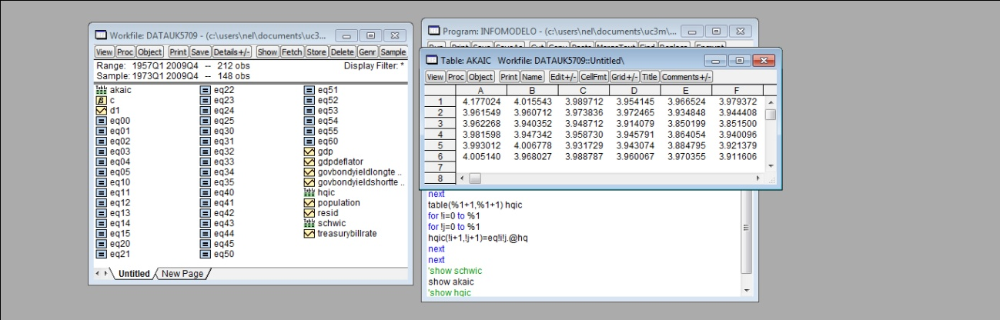 Workfile: DATAUK5709 - (c:\users\nel\documents\uc3...
View Proc Object Print Save Details+/- Show Fetch Store Delete Genr Sample
Range: 1957Q1 2009Q4 -- 212 obs Display Filter: *
Sample: 1973Q1 2009Q4 -- 148 obs
akaic
c
d1
eq00
eq01
eq02
eq03
eq04
eq05
eq10
eq11
eq12
eq13
eq14
eq15
eq20
eq21
eq22
eq23
eq24
eq25
eq30
eq31
eq32
eq33
eq34
eq35
eq40
eq41
eq42
eq43
eq44
eq45
eq50
eq51
eq52
eq53
eq54
eq55
eq60
gdp
gdpdeflator
govbondyieldlongte ..
govbondyieldshortte ..
hqic
population
resid
schwic
treasurybillrate
Untitled New Page
Program: INFOMODELO - (c:\users\nel\documents\uc3m\...
Table: AKAIC Workfile: DATAUK5709::Untitled\
View Proc Object Print Name Edit+/- CellFmt Grid+/- Title Comments+/-
A B C D E F
1 4.177024 4.015543 3.989712 3.954145 3.966524 3.979372
2 3.961549 3.960712 3.973836 3.972465 3.934848 3.944408
3 3.962268 3.940352 3.948712 3.914079 3.850199 3.851500
4 3.981598 3.947342 3.958730 3.945791 3.864054 3.940096
5 3.993012 4.006778 3.931729 3.943074 3.884795 3.921379
6 4.005140 3.968027 3.988787 3.960067 3.970355 3.911606
7
8
next
table(%1+1,%1+1) hqic
for !i=0 to %1
for !j=0 to %1
hqic(!i+1,!j+1)=eq!i!j.@hq
next
next
'show schwic
show akaic
'show hqic